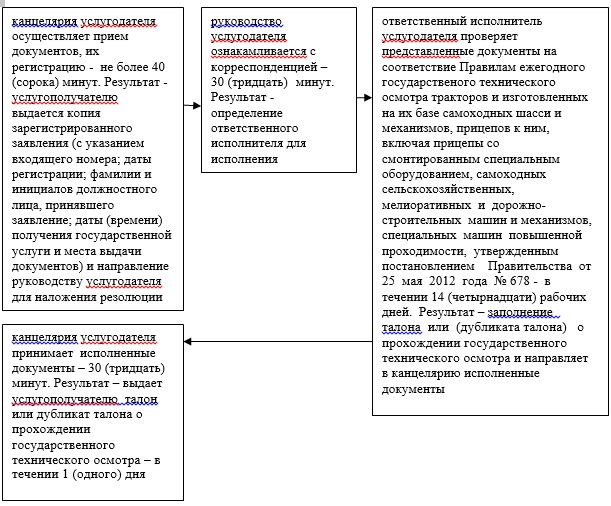 канцелярия услугодателя
осуществляет прием
документов, их
регистрацию - не более 40
(сорока) минут. Результат -
услугополучателю
выдается копия
зарегистрированного
заявления (с указанием
входящего номера; даты
регистрации; фамилии и
инициалов должностного
лица, принявшего
заявление; даты (времени)
получения государственной
услуги и места выдачи
документов) и направление
руководству услугодателя
для наложения резолюции
руководство
услугодателя
ознакамливается с
корреспонденцией –
30 (тридцать) минут.
Результат -
определение
ответственного
исполнителя для
исполнения
ответственный исполнитель
услугодателя проверяет
представленные документы на
соответствие Правилам ежегодного
государственого технического
осмотра тракторов и изготовленных
на их базе самоходных шасси и
механизмов, прицепов к ним,
включая прицепы со
смонтированным специальным
оборудованием, самоходных
сельскохозяйственных,
мелиоративных и дорожно-
строительных машин и механизмов,
специальных машин повышенной
проходимости, утвержденным
постановлением Правительства от
25 мая 2012 года № 678 - в
течении 14 (четырнадцати) рабочих
дней. Результат – заполнение
талона или (дубликата талона) о
прохождении государственного
технического осмотра и направляет
в канцелярию исполненные
документы
канцелярия услугодателя
принимает исполненные
документы – 30 (тридцать)
минут. Результат – выдает
услугополучателю талон
или дубликат талона о
прохождении
государственного
технического осмотра – в
течении 1 (одного) дня